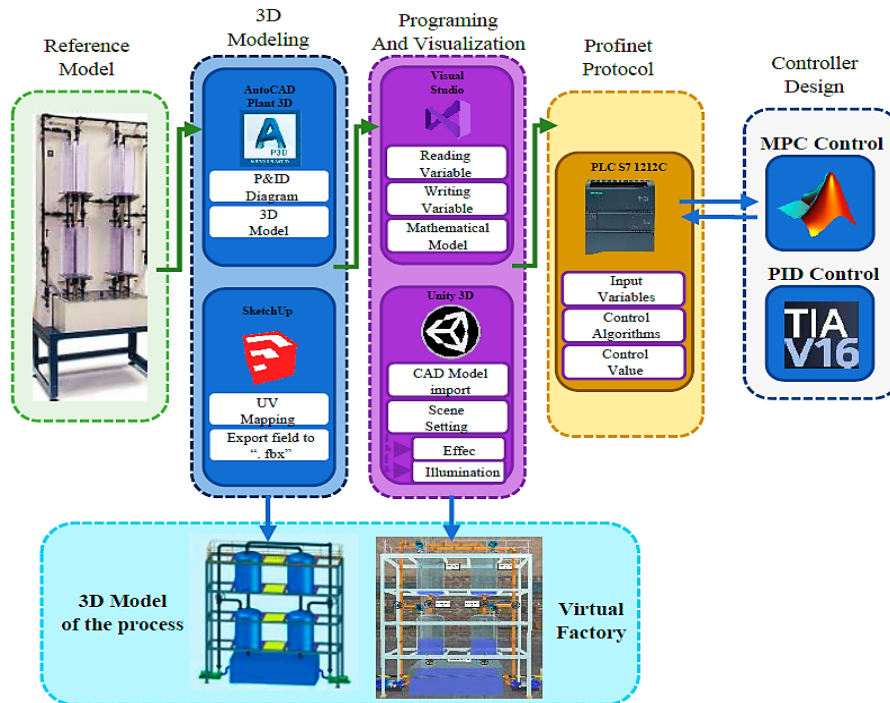 Reference
Model
3D
Modeling
AutoCAD
Plant 3D
A
P3D
P&ID
Diagram
3D
Model
SketchUp
UV
Mapping
Export field to
“. fbx”
Programing
And Visualization
Visual
Studio
Reading
Variable
Writing
Variable
Mathematical
Model
Unity 3D
CAD Model
import
Scene
Setting
Effec
Illumination
Profinet
Protocol
PLC S7 1212C
Input
Variables
Control
Algorithms
Control
Value
Controller
Design
MPC Control
PID Control
TIA
V16
3D Model
of the process
Virtual
Factory